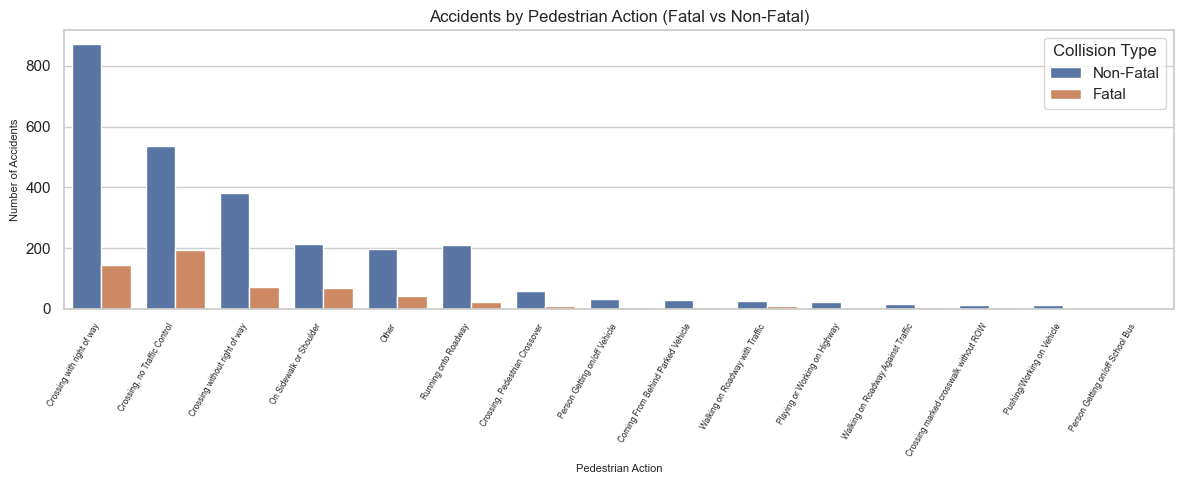 Accidents by Pedestrian Action (Fatal vs Non-Fatal)
Collision Type
Non-Fatal
Fatal
Number of Accidents
800
600
400
200
0
Crossing with right of way
Crossing, no Traffic Control
Crossing without right of way
On Sidewalk or Shoulder
Other
Running onto Roadway
Crossing, Pedestrian Crossover
Person Getting on/off Vehicle
Coming From Behind Parked Vehicle
Walking on Roadway with Traffic
Playing or Working on Highway
Walking on Roadway Against Traffic
Crossing marked crosswalk without ROW
Pushing/Working on Vehicle
Person Getting on/off School Bus
Pedestrian Action